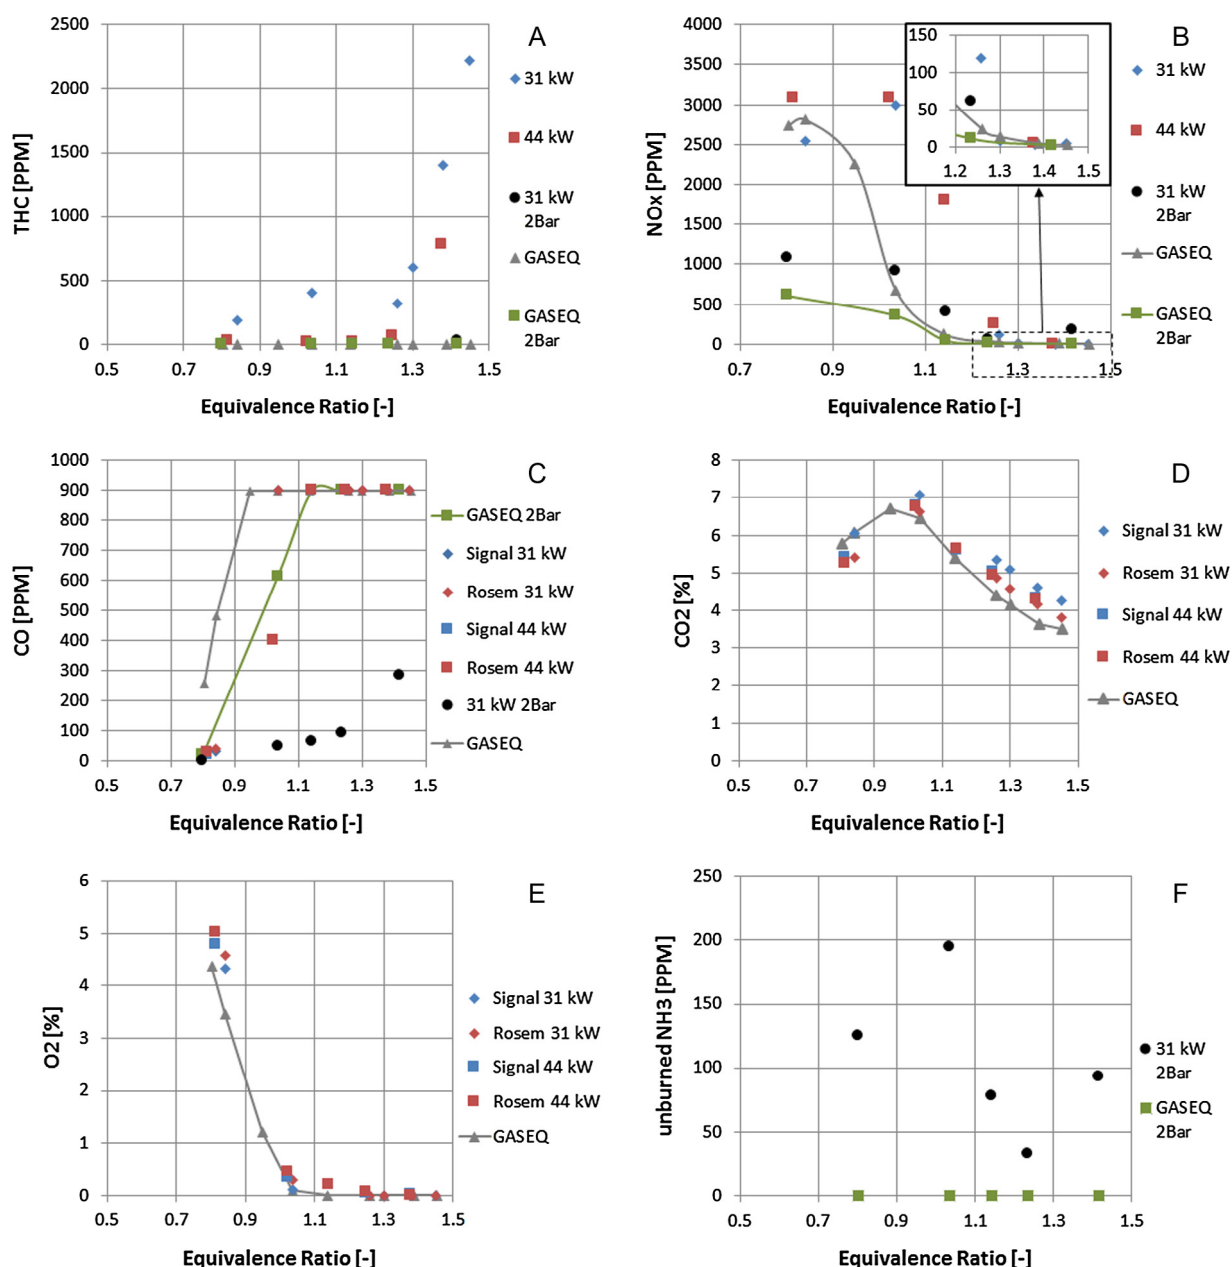 A
2500
2000
1500
1000
500
0
0.5 0.7 0.9 1.1 1.3 1.5
THC [PPM]
Equivalence Ratio [-]
31 kW
44 kW
31 kW
2Bar
GASEQ
GASEQ
2Bar
B
4000
3500
3000
2500
2000
1500
1000
500
0
0.7 0.9 1.1 1.3 1.5
NOx [PPM]
Equivalence Ratio [-]
150
100
50
0
1.2 1.3 1.4 1.5
31 kW
44 kW
31 kW
2Bar
GASEQ
GASEQ
2Bar
C
1000
900
800
700
600
500
400
300
200
100
0
0.5 0.7 0.9 1.1 1.3 1.5
CO [PPM]
Equivalence Ratio [-]
GASEQ 2Bar
Signal 31 kW
Rosem 31 kW
Signal 44 kW
Rosem 44 kW
31 kW 2Bar
GASEQ
D
8
7
6
5
4
3
2
1
0
0.5 0.7 0.9 1.1 1.3 1.5
CO2 [%]
Equivalence Ratio [-]
Signal 31 kW
Rosem 31 kW
Signal 44 kW
Rosem 44 kW
GASEQ
E
6
5
4
3
2
1
0
0.5 0.7 0.9 1.1 1.3 1.5
O2 [%]
Equivalence Ratio [-]
Signal 31 kW
Rosem 31 kW
Signal 44 kW
Rosem 44 kW
GASEQ
F
250
200
150
100
50
0
0.5 0.7 0.9 1.1 1.3 1.5
unburned NH3 [PPM]
Equivalence Ratio [-]
31 kW
2Bar
GASEQ
2Bar